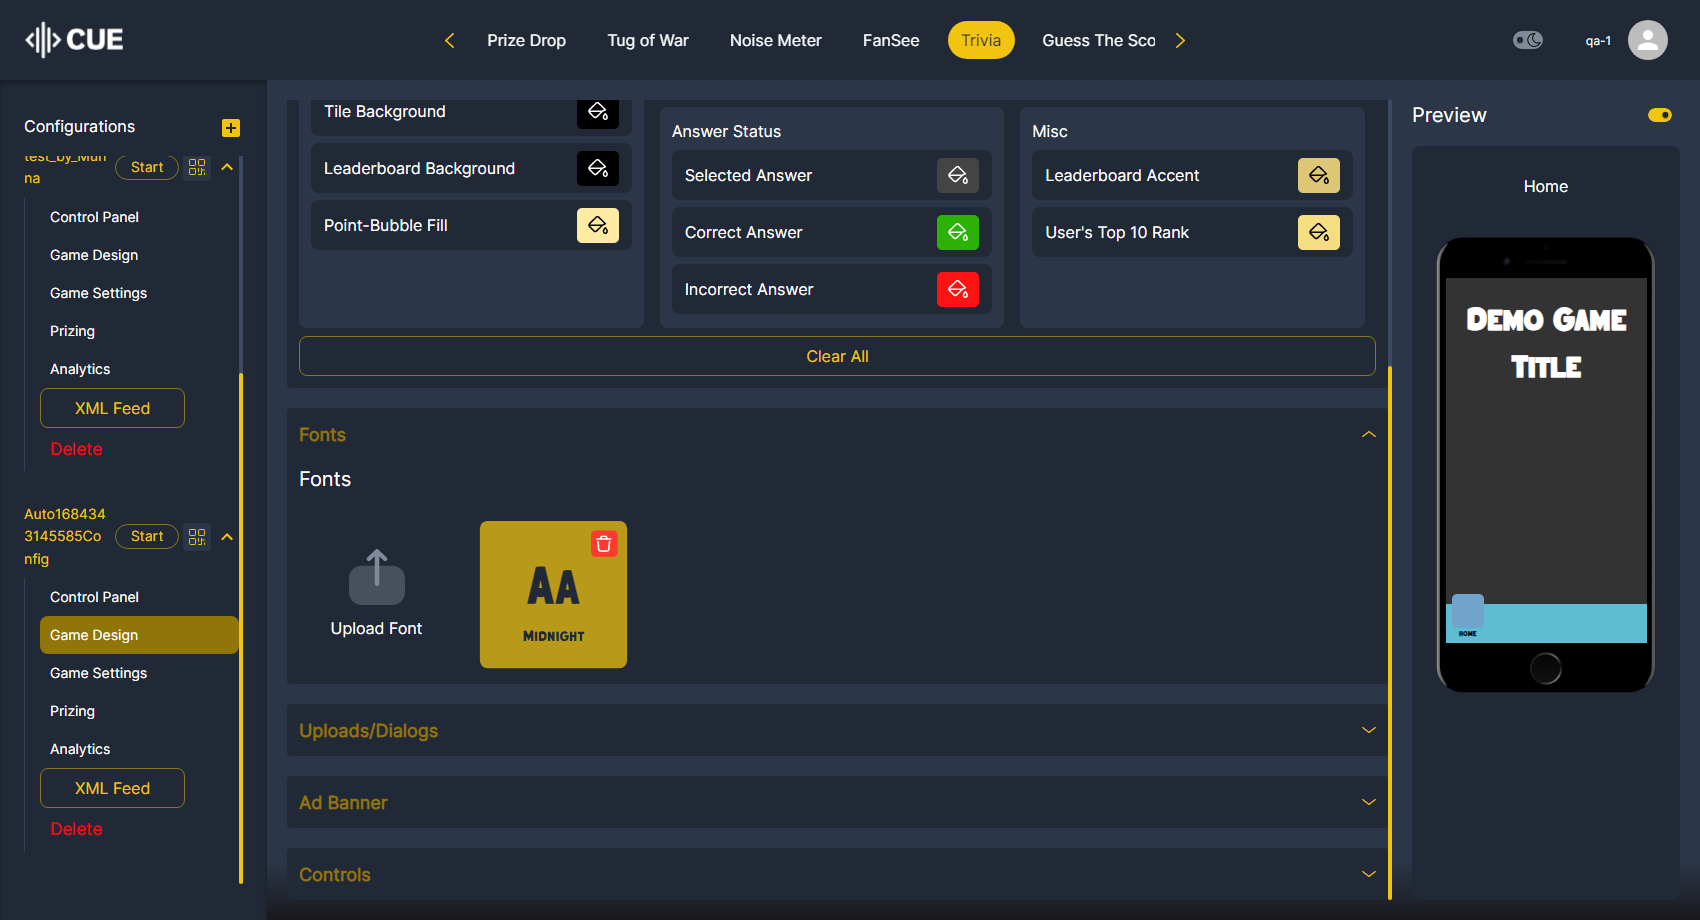 CUE
Prize Drop
Tug of War
Noise Meter
FanSee
Trivia
Guess The Sco
qa-1
Configurations
test_by_Mun
na
Start
Control Panel
Game Design
Game Settings
Prizing
Analytics
XML Feed
Delete
Auto168434
3145585Co
nfig
Start
Control Panel
Game Design
Game Settings
Prizing
Analytics
XML Feed
Delete
Tile Background
Leaderboard Background
Point-Bubble Fill
Answer Status
Selected Answer
Correct Answer
Incorrect Answer
Misc
Leaderboard Accent
User's Top 10 Rank
Clear All
Fonts
Fonts
Upload Font
AA
MIDNIGHT
Uploads/Dialogs
Ad Banner
Controls
Preview
Home
DEMO GAME
TITLE
HOME